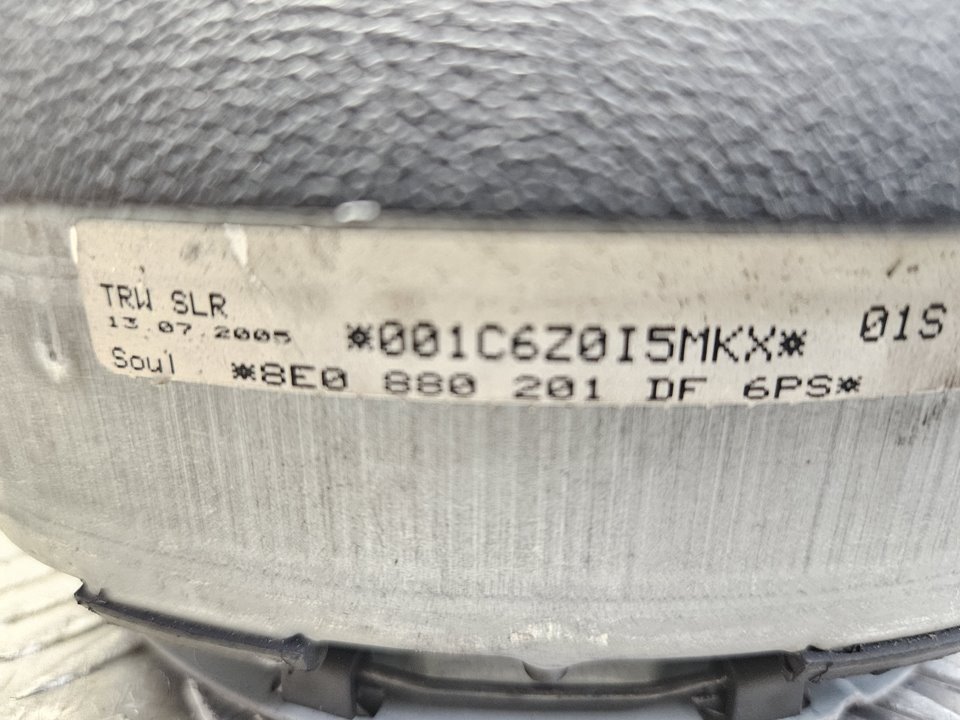 TRW SLR
13.07.2005
*001C6Z0I5MKX*
01S
Soul
*8E0 880 201 DF 6PS*